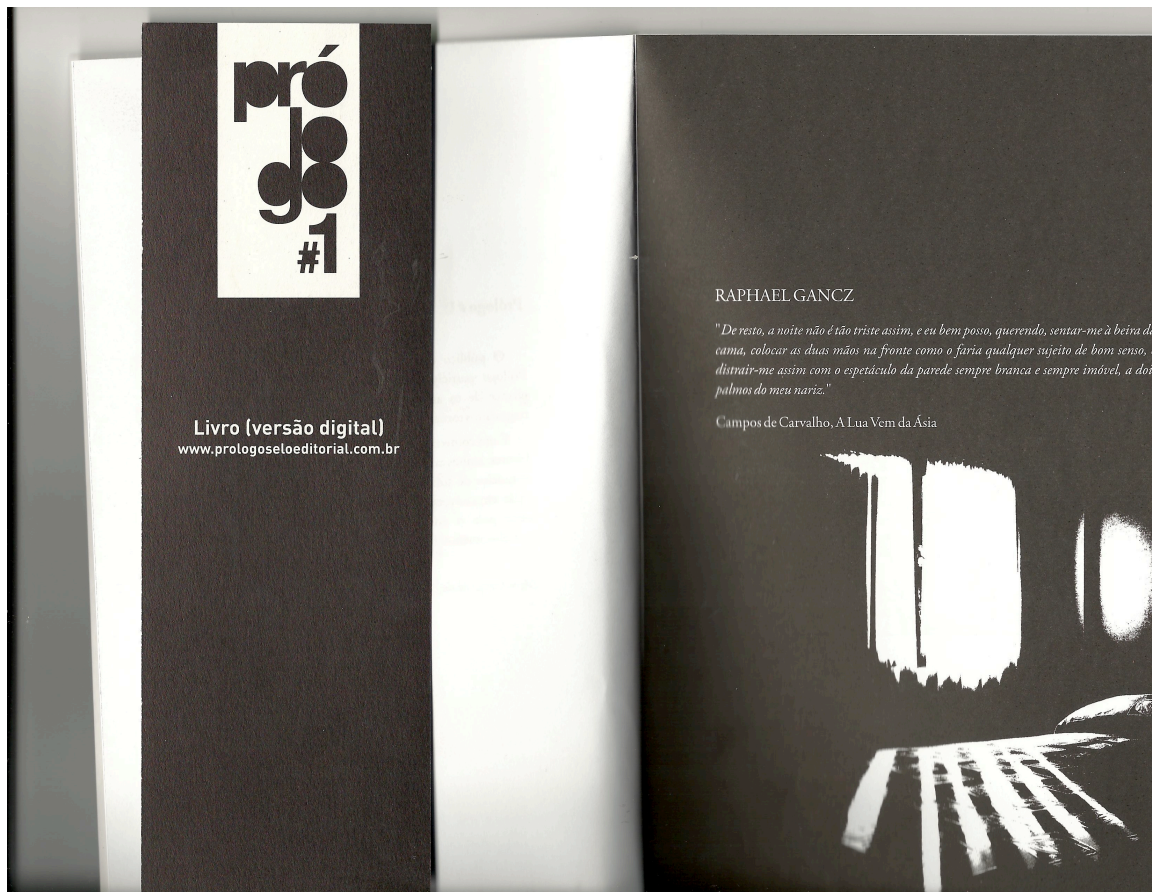 pró
lo
go
#1
Livro (versão digital)
www.prologoseloeditorial.com.br
RAPHAEL GANCZ
"De resto, a noite não é tão triste assim, e eu bem posso, querendo, sentar-me à beira da
cama, colocar as duas mãos na fronte como o faria qualquer sujeito de bom senso,
distrair-me assim com o espetáculo da parede sempre branca e sempre imóvel, a doi
palmos do meu nariz."
Campos de Carvalho, A Lua Vem da Ásia